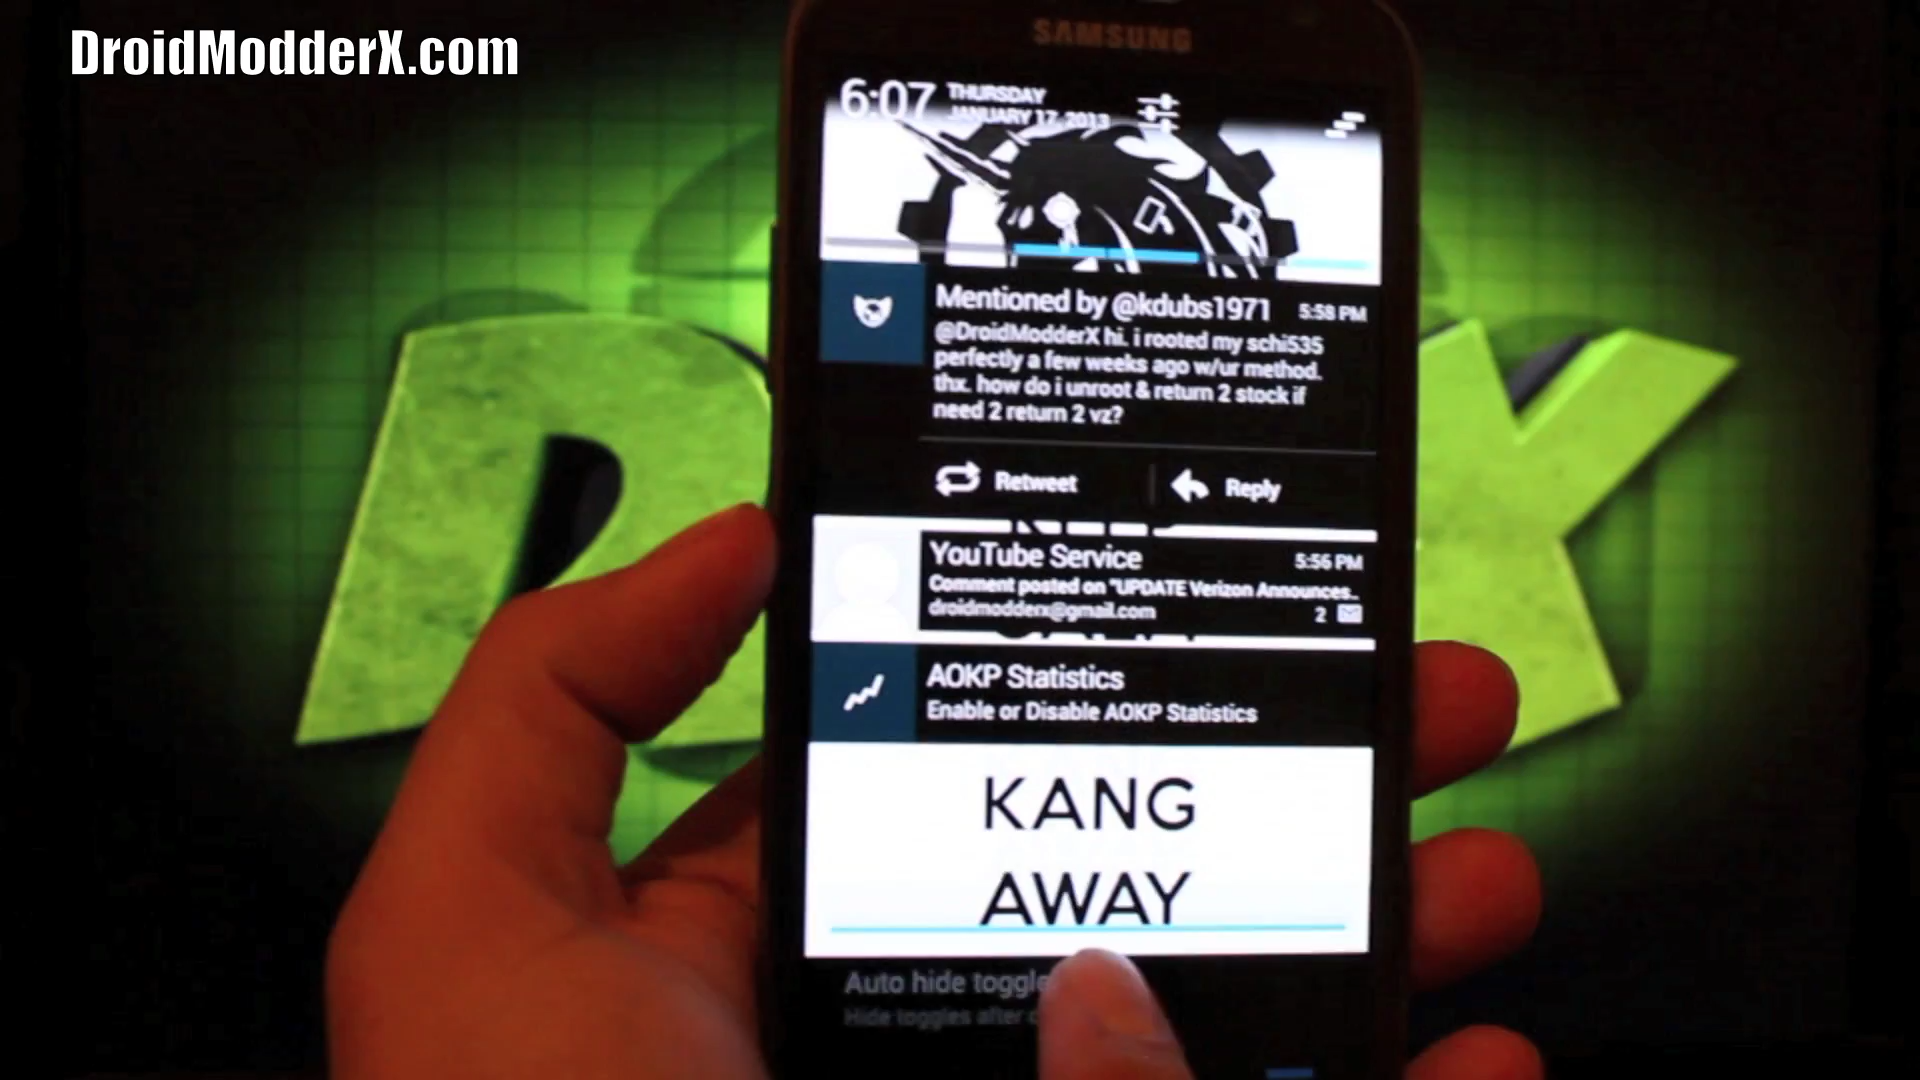 DroidModderX.com
SAMSUNG
6:07 THURSDAY
JANUARY 17, 2013
Mentioned by @kdubs1971 5:58 PM
@DroidModderX hi. i rooted my schi535
perfectly a few weeks ago w/ur method.
thx. how do i unroot & return 2 stock if
need 2 return 2 vz?
Retweet Reply
YouTube Service 5:56 PM
Comment posted on "UPDATE Verizon Announces..
droidmodderx@gmail.com 2
AOKP Statistics
Enable or Disable AOKP Statistics
KANG
AWAY
Auto hide toggle
Hide toggles after